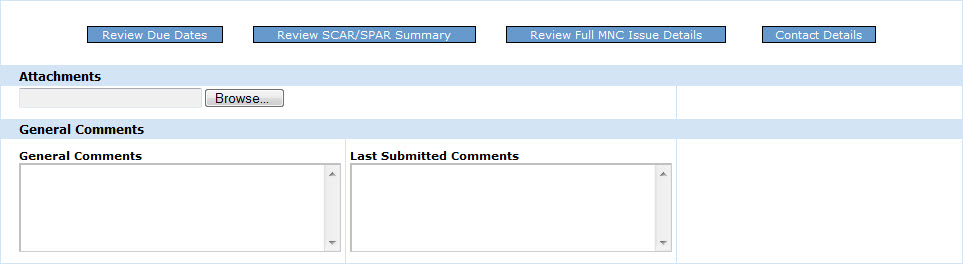 Review Due Dates Review SCAR/SPAR Summary Review Full MNC Issue Details Contact Details
Attachments
Browse...
General Comments
General Comments Last Submitted Comments